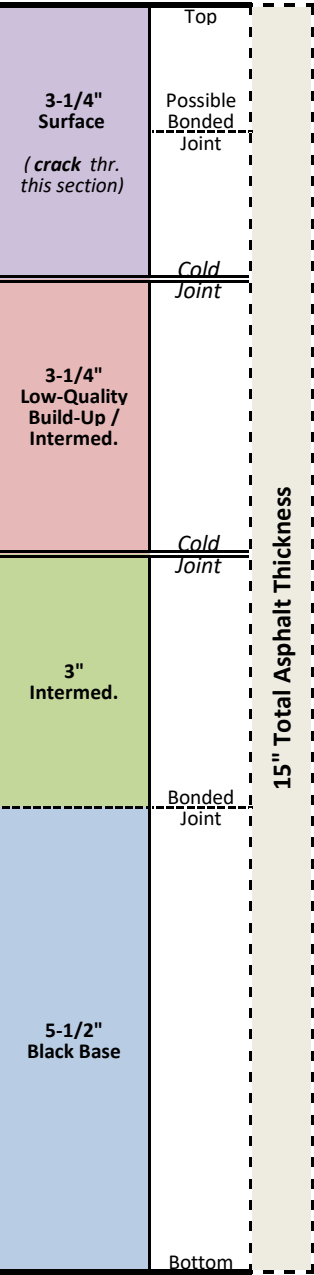 Top
3-1/4"
Surface
( crack thr.
this section)
Possible
Bonded
Joint
Cold
Joint
3-1/4"
Low-Quality
Build-Up /
Intermed.
Cold
Joint
3"
Intermed.
Bonded
Joint
5-1/2"
Black Base
Bottom
15" Total Asphalt Thickness